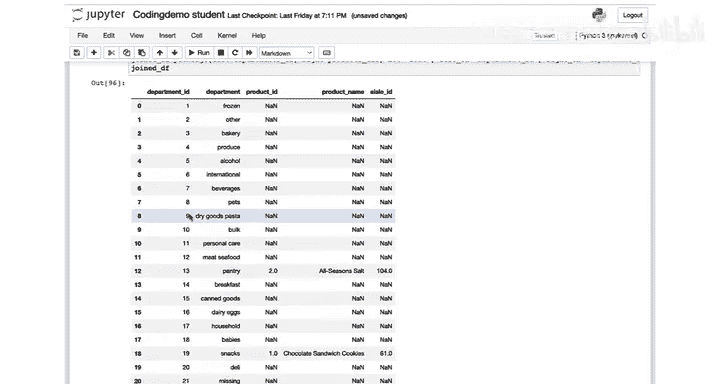 jupyter Codingdemo student Last Checkpoint: Last Friday at 7:11 PM (unsaved changes) Logout
File Edit View Insert Cell Kernel Widgets Help Trusted Python 3 (ipykernel)
Run Markdown
joined_df
Out[96]:
department_id department product_id product_name aisle_id
0 1 frozen NaN NaN NaN
1 2 other NaN NaN NaN
2 3 bakery NaN NaN NaN
3 4 produce NaN NaN NaN
4 5 alcohol NaN NaN NaN
5 6 international NaN NaN NaN
6 7 beverages NaN NaN NaN
7 8 pets NaN NaN NaN
8 9 dry goods pasta NaN NaN NaN
9 10 bulk NaN NaN NaN
10 11 personal care NaN NaN NaN
11 12 meat seafood NaN NaN NaN
12 13 pantry 2.0 All-Seasons Salt 104.0
13 14 breakfast NaN NaN NaN
14 15 canned goods NaN NaN NaN
15 16 dairy eggs NaN NaN NaN
16 17 household NaN NaN NaN
17 18 babies NaN NaN NaN
18 19 snacks 1.0 Chocolate Sandwich Cookies 61.0
19 20 deli NaN NaN NaN
20 21 missing NaN NaN NaN